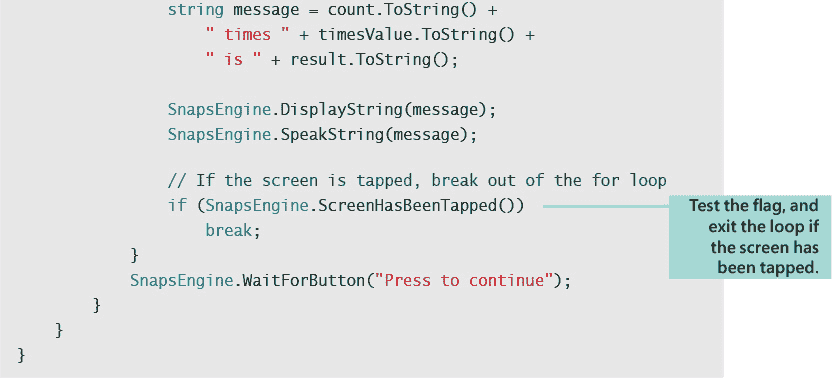 string message = count.ToString() +
" times " + timesValue.ToString() +
" is " + result.ToString();
SnapsEngine.DisplayString(message);
SnapsEngine.SpeakString(message);
// If the screen is tapped, break out of the for loop
if (SnapsEngine.ScreenHasBeenTapped())
break;
}
SnapsEngine.WaitForButton("Press to continue");
}
}
}
Test the flag, and
exit the loop if
the screen has
been tapped.